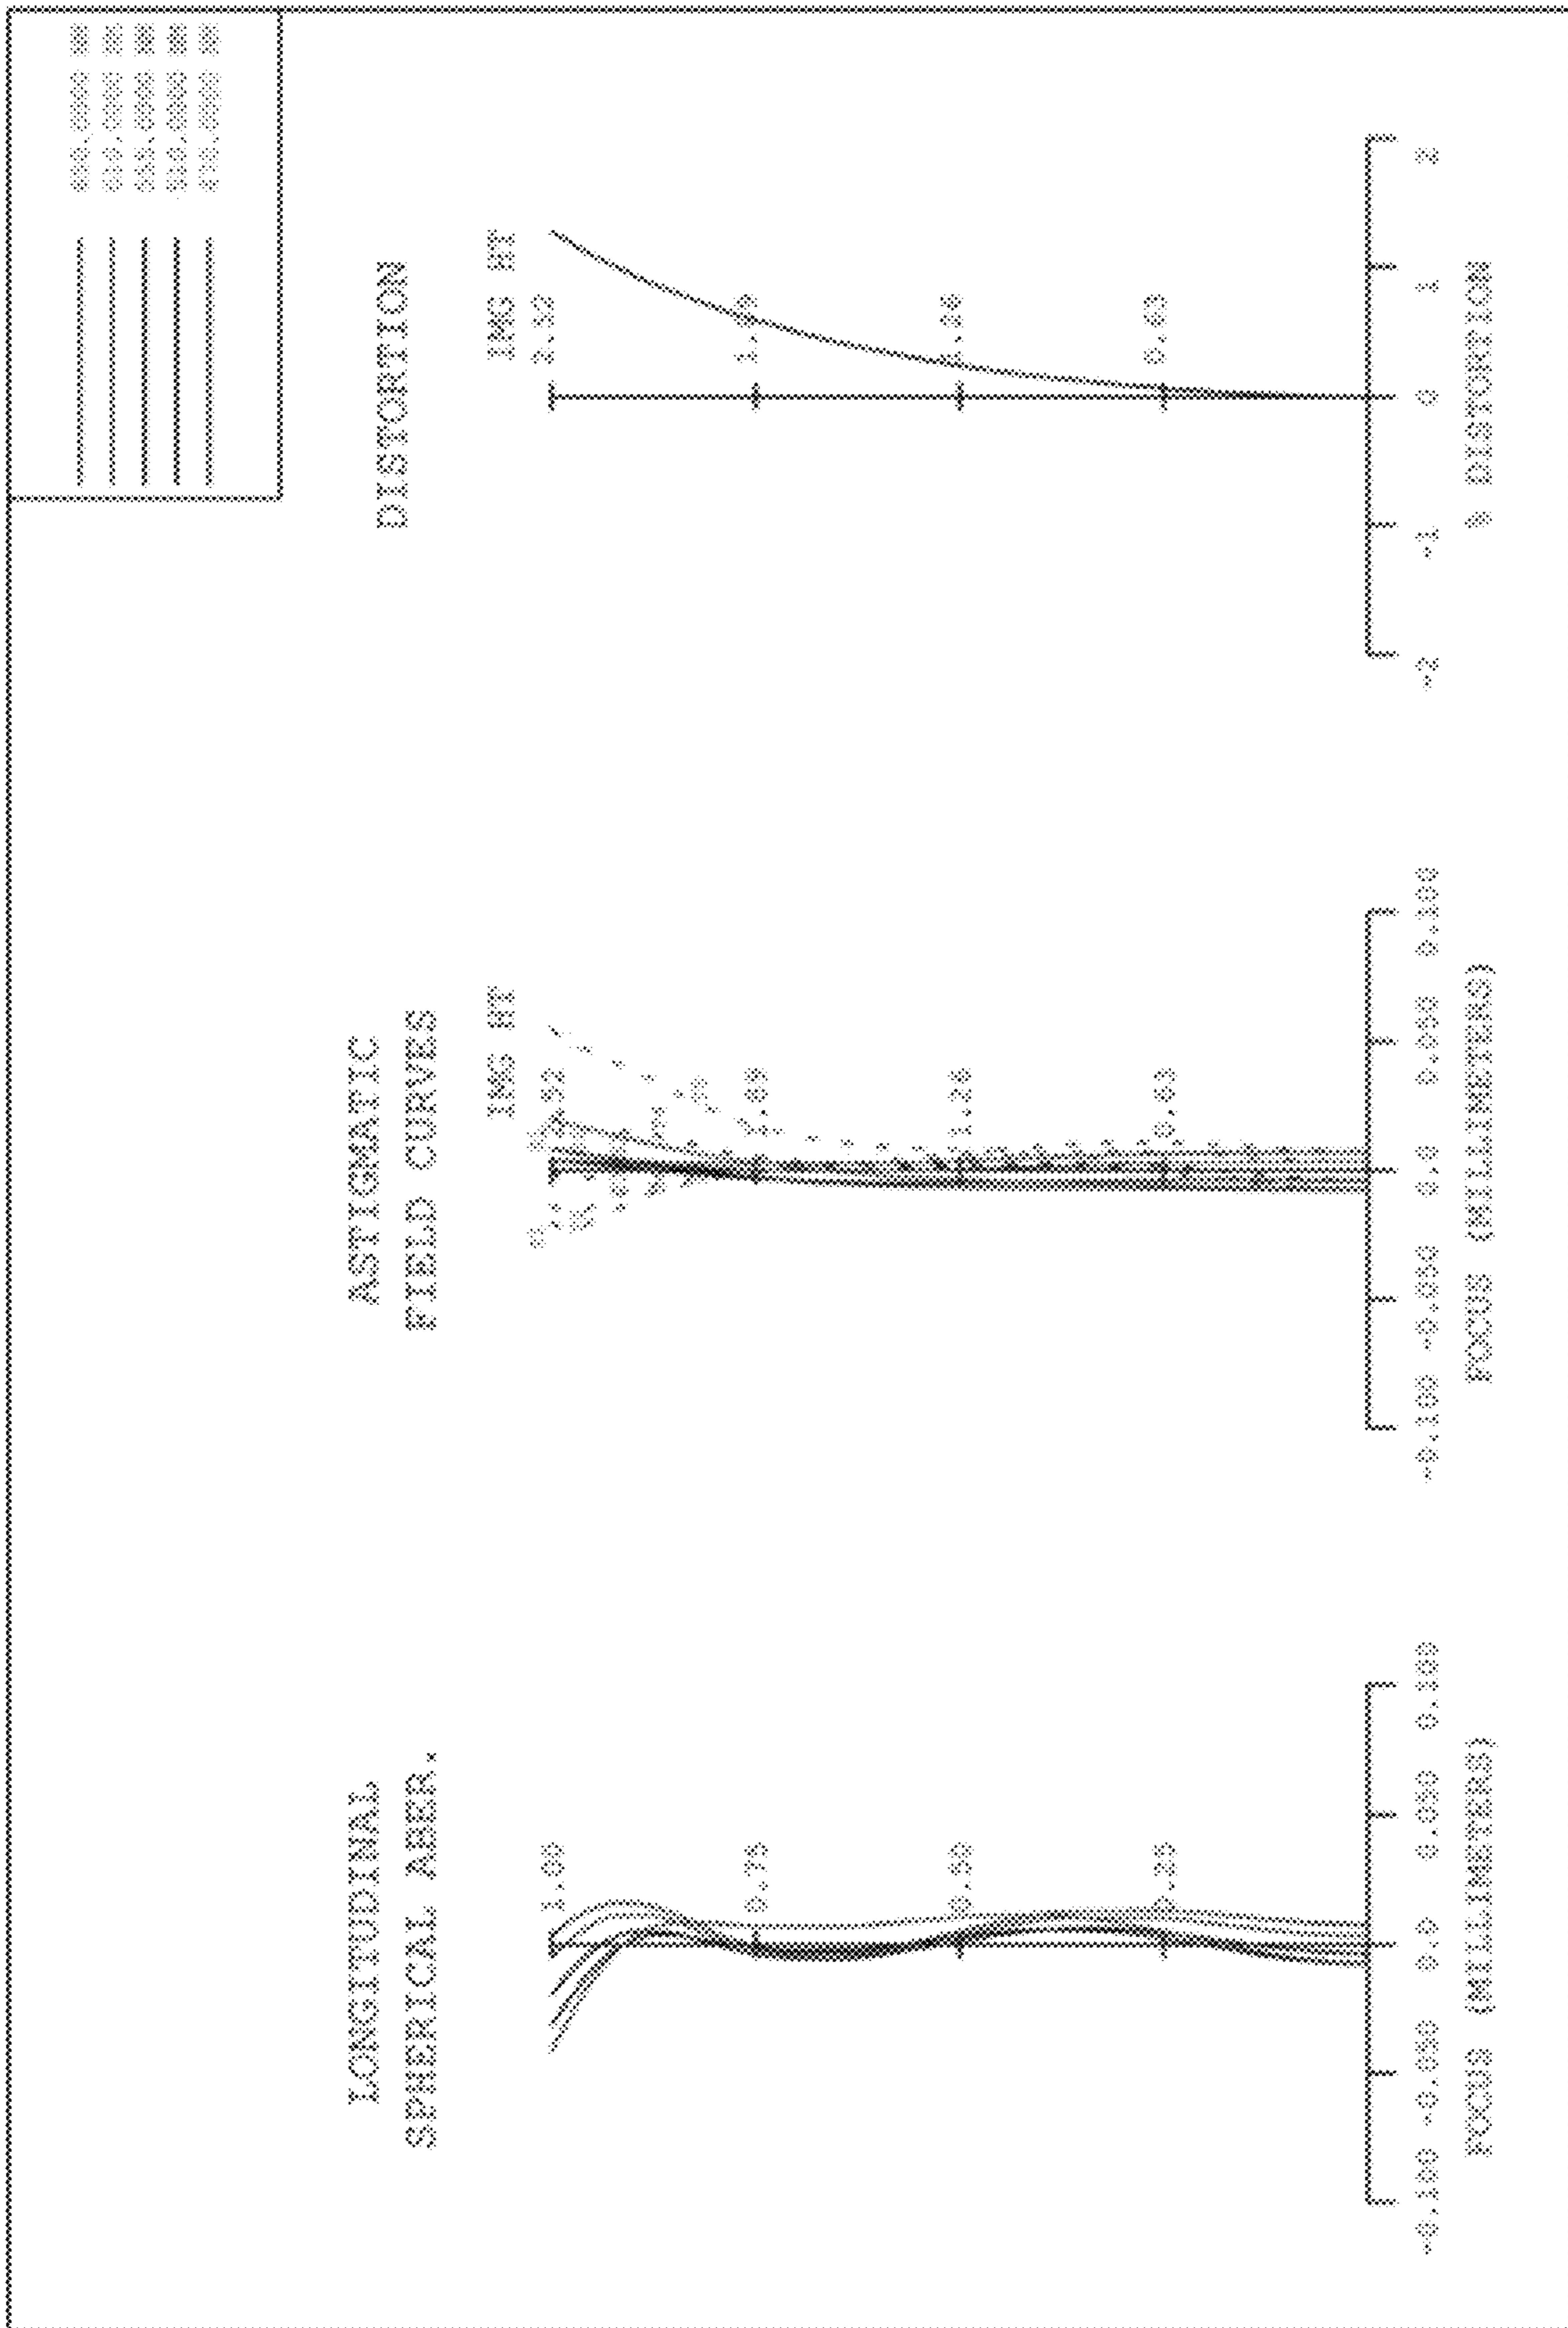 LONGITUDINAL
SPHERICAL ABER.
1.00
0.75
0.50
0.25
-0.100 -0.050 0.0 0.050 0.100
FOCUS (MILLIMETERS)
ASTIGMATIC
FIELD CURVES
IMG HT
1.89
1.26
0.63
-0.100 -0.050 0.0 0.050 0.100
FOCUS (MILLIMETERS)
DISTORTION
IMG HT
2.52
1.89
1.26
0.63
-2 -1 0 1 2
% DISTORTION